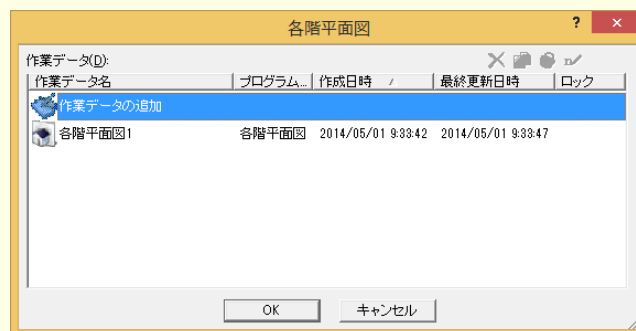 各階平面図
? ×
作業データ(D):
作業データ名 プログラム... 作成日時 最終更新日時 ロック
作業データの追加
各階平面図1 各階平面図 2014/05/01 9:33:42 2014/05/01 9:33:47
OK キャンセル